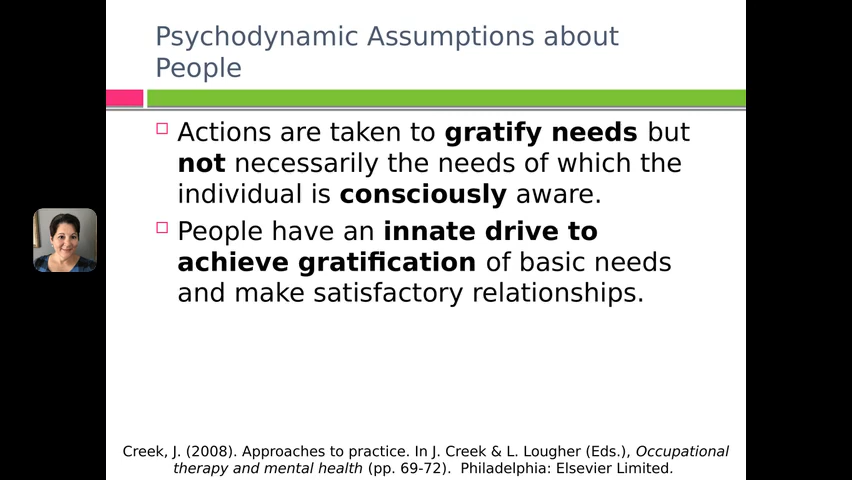 Psychodynamic Assumptions about
People
Actions are taken to gratify needs but
not necessarily the needs of which the
individual is consciously aware.
People have an innate drive to
achieve gratification of basic needs
and make satisfactory relationships.
Creek, J. (2008). Approaches to practice. In J. Creek & L. Lougher (Eds.), Occupational
therapy and mental health (pp. 69-72).  Philadelphia: Elsevier Limited.